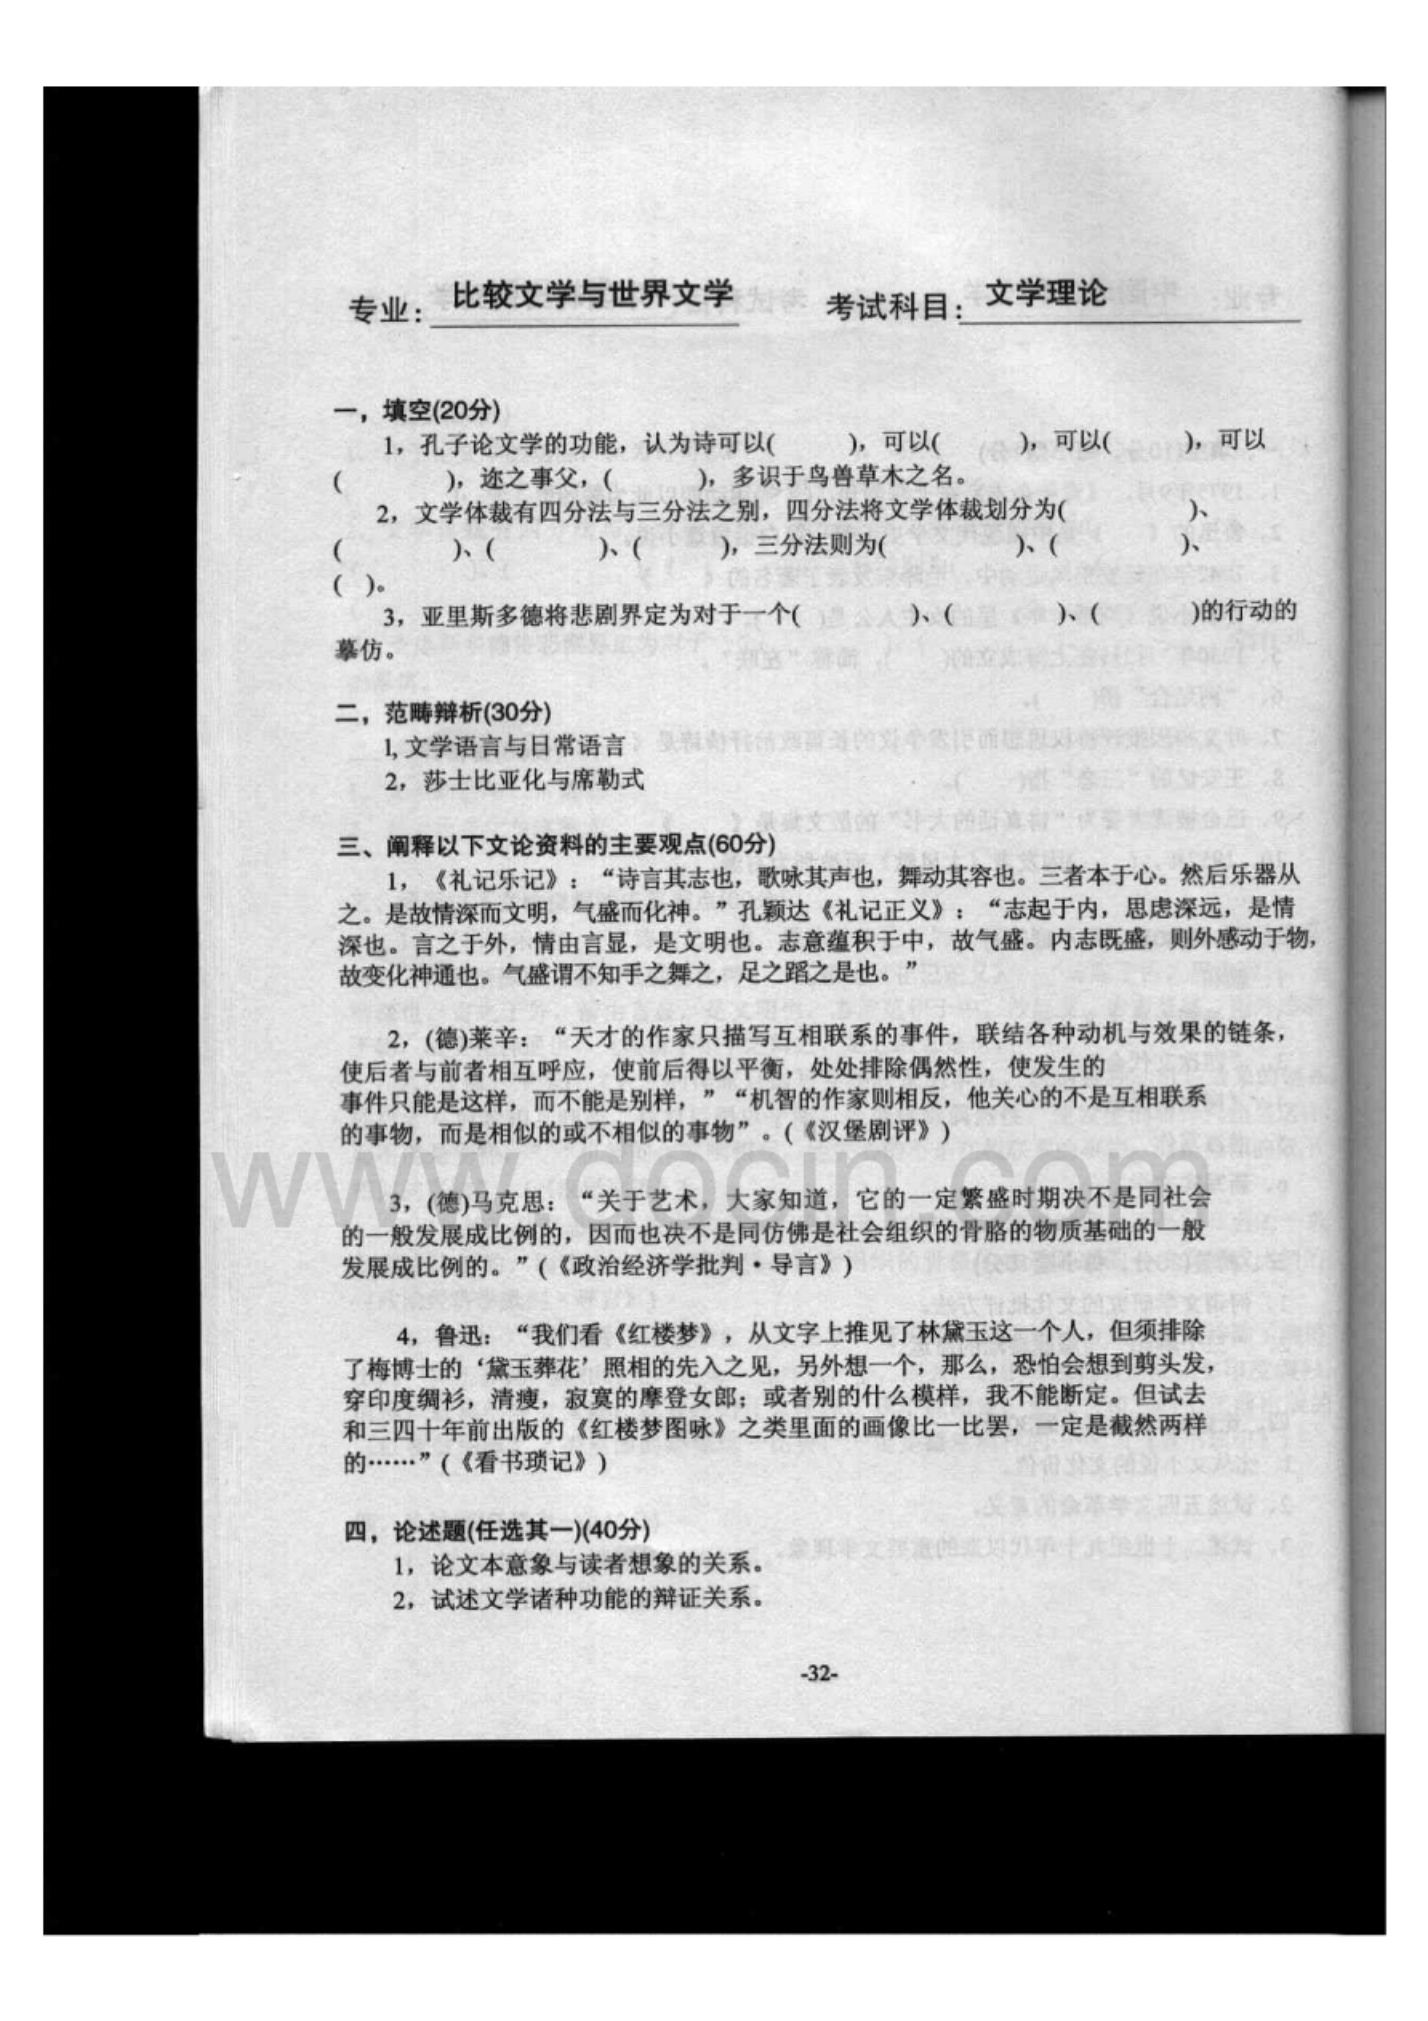 专业: 比较文学与世界文学 考试科目: 文学理论
一，填空(20分)
1，孔子论文学的功能，认为诗可以( )，可以( )，可以( )，可以
( )，迩之事父，( )，多识于鸟兽草木之名。
2，文学体裁有四分法与三分法之别，四分法将文学体裁划分为( )、
( )、( )、( )，三分法则为( )、( )、
( )。
3，亚里斯多德将悲剧界定为对于一个( )、( )、( )的行动的
摹仿。
二，范畴辩析(30分)
1, 文学语言与日常语言
2，莎士比亚化与席勒式
三、阐释以下文论资料的主要观点(60分)
1，《礼记乐记》：“诗言其志也，歌咏其声也，舞动其容也。三者本于心。然后乐器从
之。是故情深而文明，气盛而化神。”孔颖达《礼记正义》：“志起于内，思虑深远，是情
深也。言之于外，情由言显，是文明也。志意蕴积于中，故气盛。内志既盛，则外感动于物，
故变化神通也。气盛谓不知手之舞之，足之蹈之是也。”
2，(德)莱辛：“天才的作家只描写互相联系的事件，联结各种动机与效果的链条，
使后者与前者相互呼应，使前后得以平衡，处处排除偶然性，使发生的
事件只能是这样，而不能是别样，”“机智的作家则相反，他关心的不是互相联系
的事物，而是相似的或不相似的事物”。(《汉堡剧评》)
www.docin.com
3，(德)马克思：“关于艺术，大家知道，它的一定繁盛时期决不是同社会
的一般发展成比例的，因而也决不是同仿佛是社会组织的骨胳的物质基础的一般
发展成比例的。”(《政治经济学批判·导言》)
4，鲁迅：“我们看《红楼梦》，从文字上推见了林黛玉这一个人，但须排除
了梅博士的‘黛玉葬花’照相的先入之见，另外想一个，那么，恐怕会想到剪头发，
穿印度绸衫，清瘦，寂寞的摩登女郎；或者别的什么模样，我不能断定。但试去
和三四十年前出版的《红楼梦图咏》之类里面的画像比一比罢，一定是截然两样
的……”(《看书琐记》)
四，论述题(任选其一)(40分)
1，论文本意象与读者想象的关系。
2，试述文学诸种功能的辩证关系。
-32-